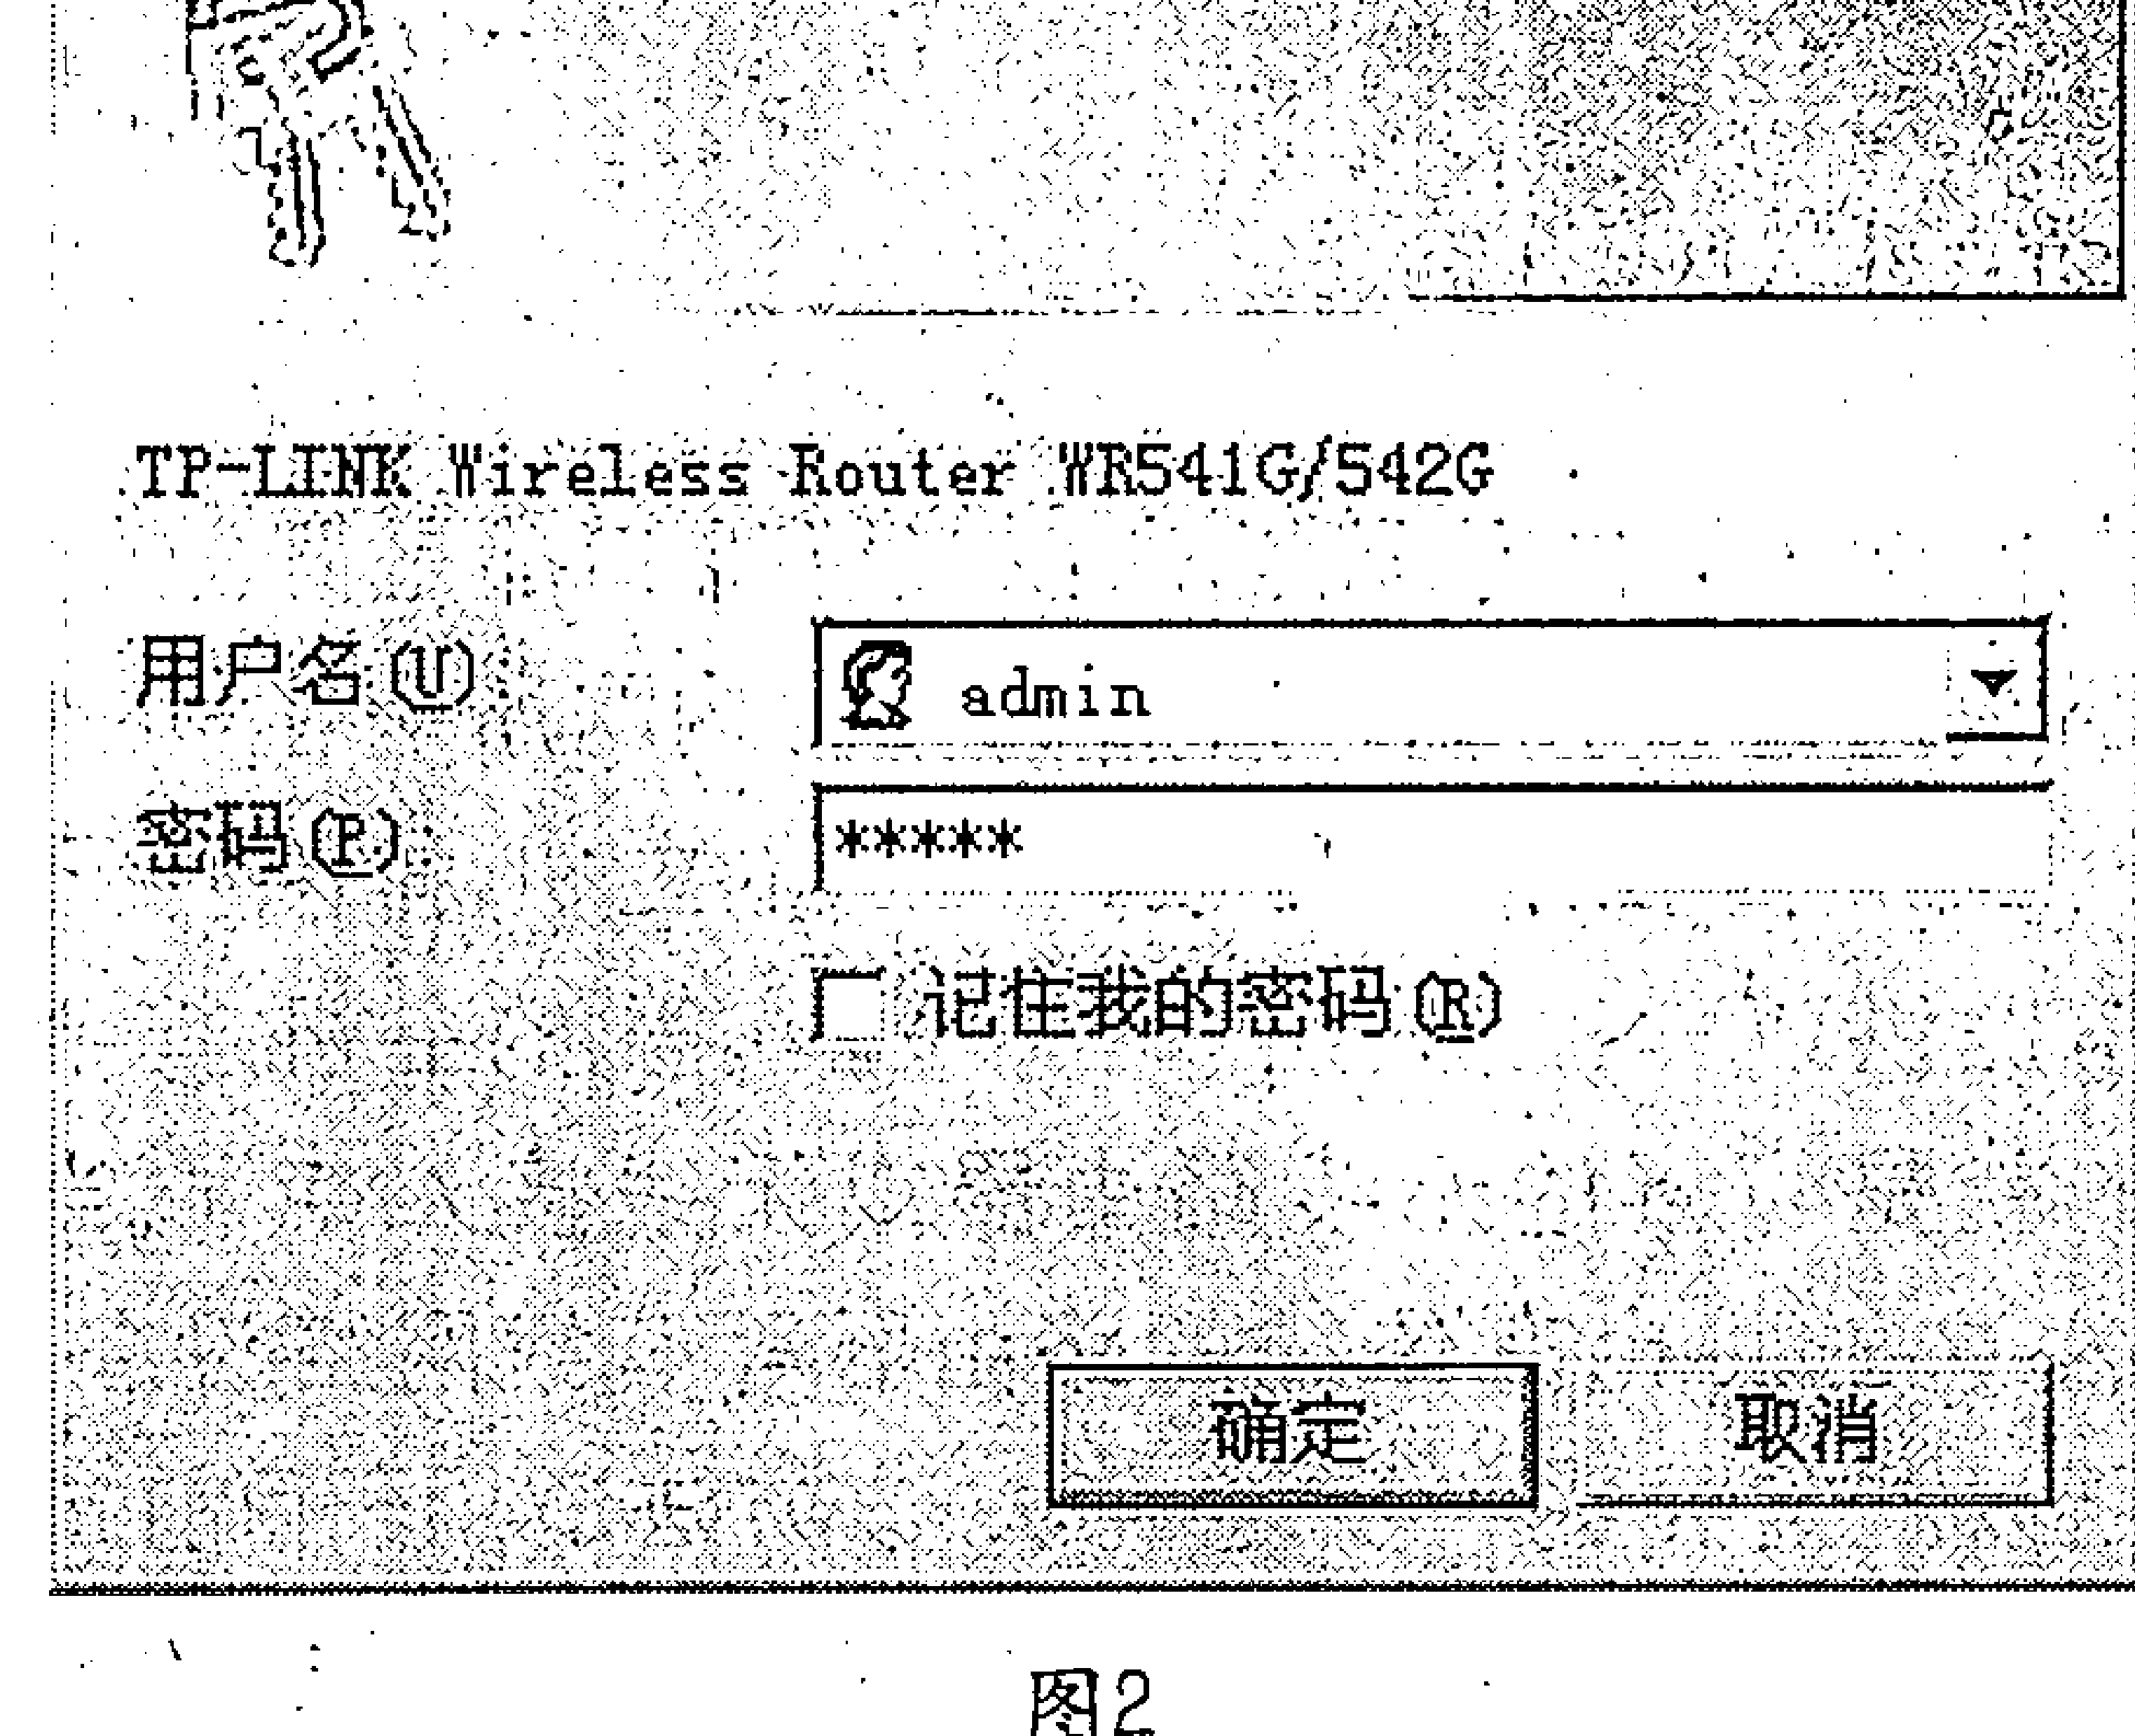 TP-LINK Wireless Router WR541G/542G
用户名(U):
admin
密码(P):
*****
记住我的密码(R)
确定
取消
图2